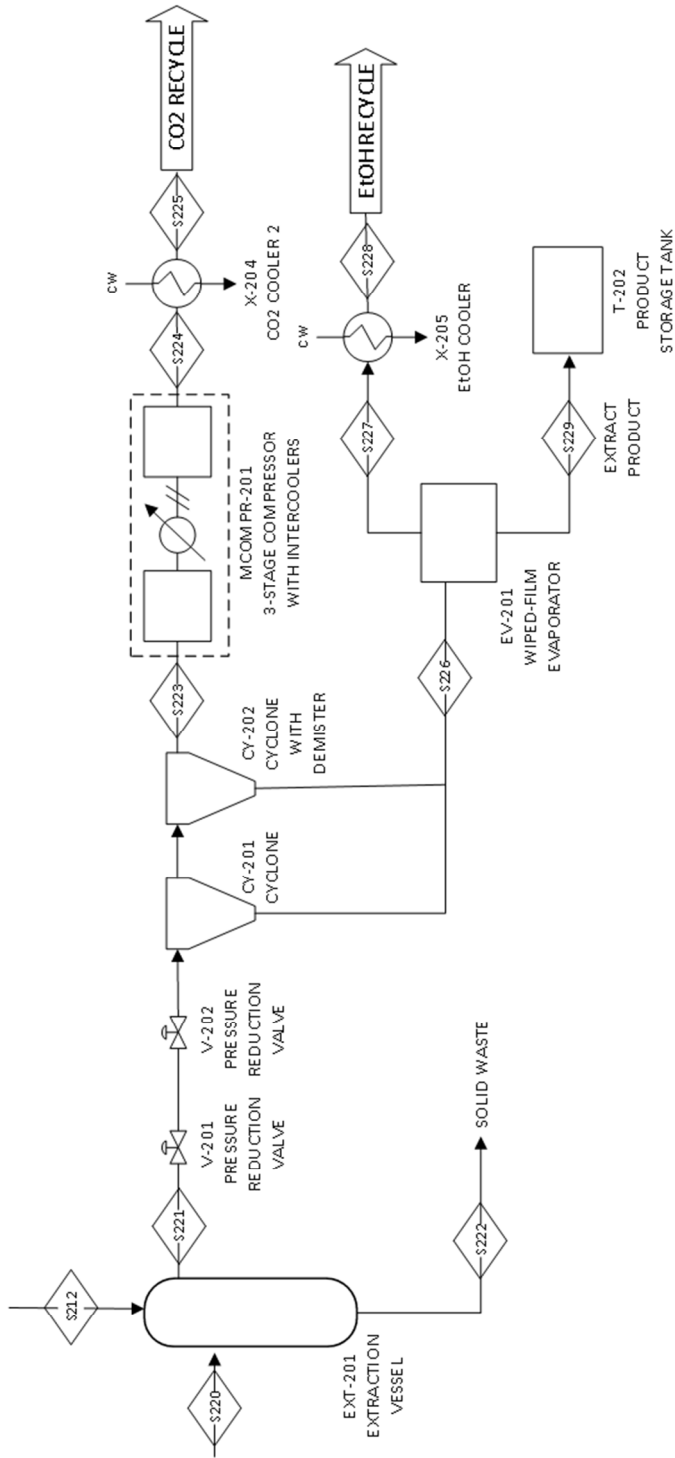 S212
S220
EXT-201
EXTRACTION
VESSEL
S221
S222
SOLID WASTE
V-201
PRESSURE
REDUCTION
VALVE
V-202
PRESSURE
REDUCTION
VALVE
CY-201
CYCLONE
CY-202
CYCLONE
WITH
DEMISTER
S223
MCOMPR-201
3-STAGE COMPRESSOR
WITH INTERCOOLERS
S224
CW
X-204
CO2 COOLER 2
S225
CO2 RECYCLE
S226
EV-201
WIPED-FILM
EVAPORATOR
S227
CW
X-205
EtOH COOLER
S228
EtOH RECYCLE
S229
EXTRACT
PRODUCT
T-202
PRODUCT
STORAGE TANK